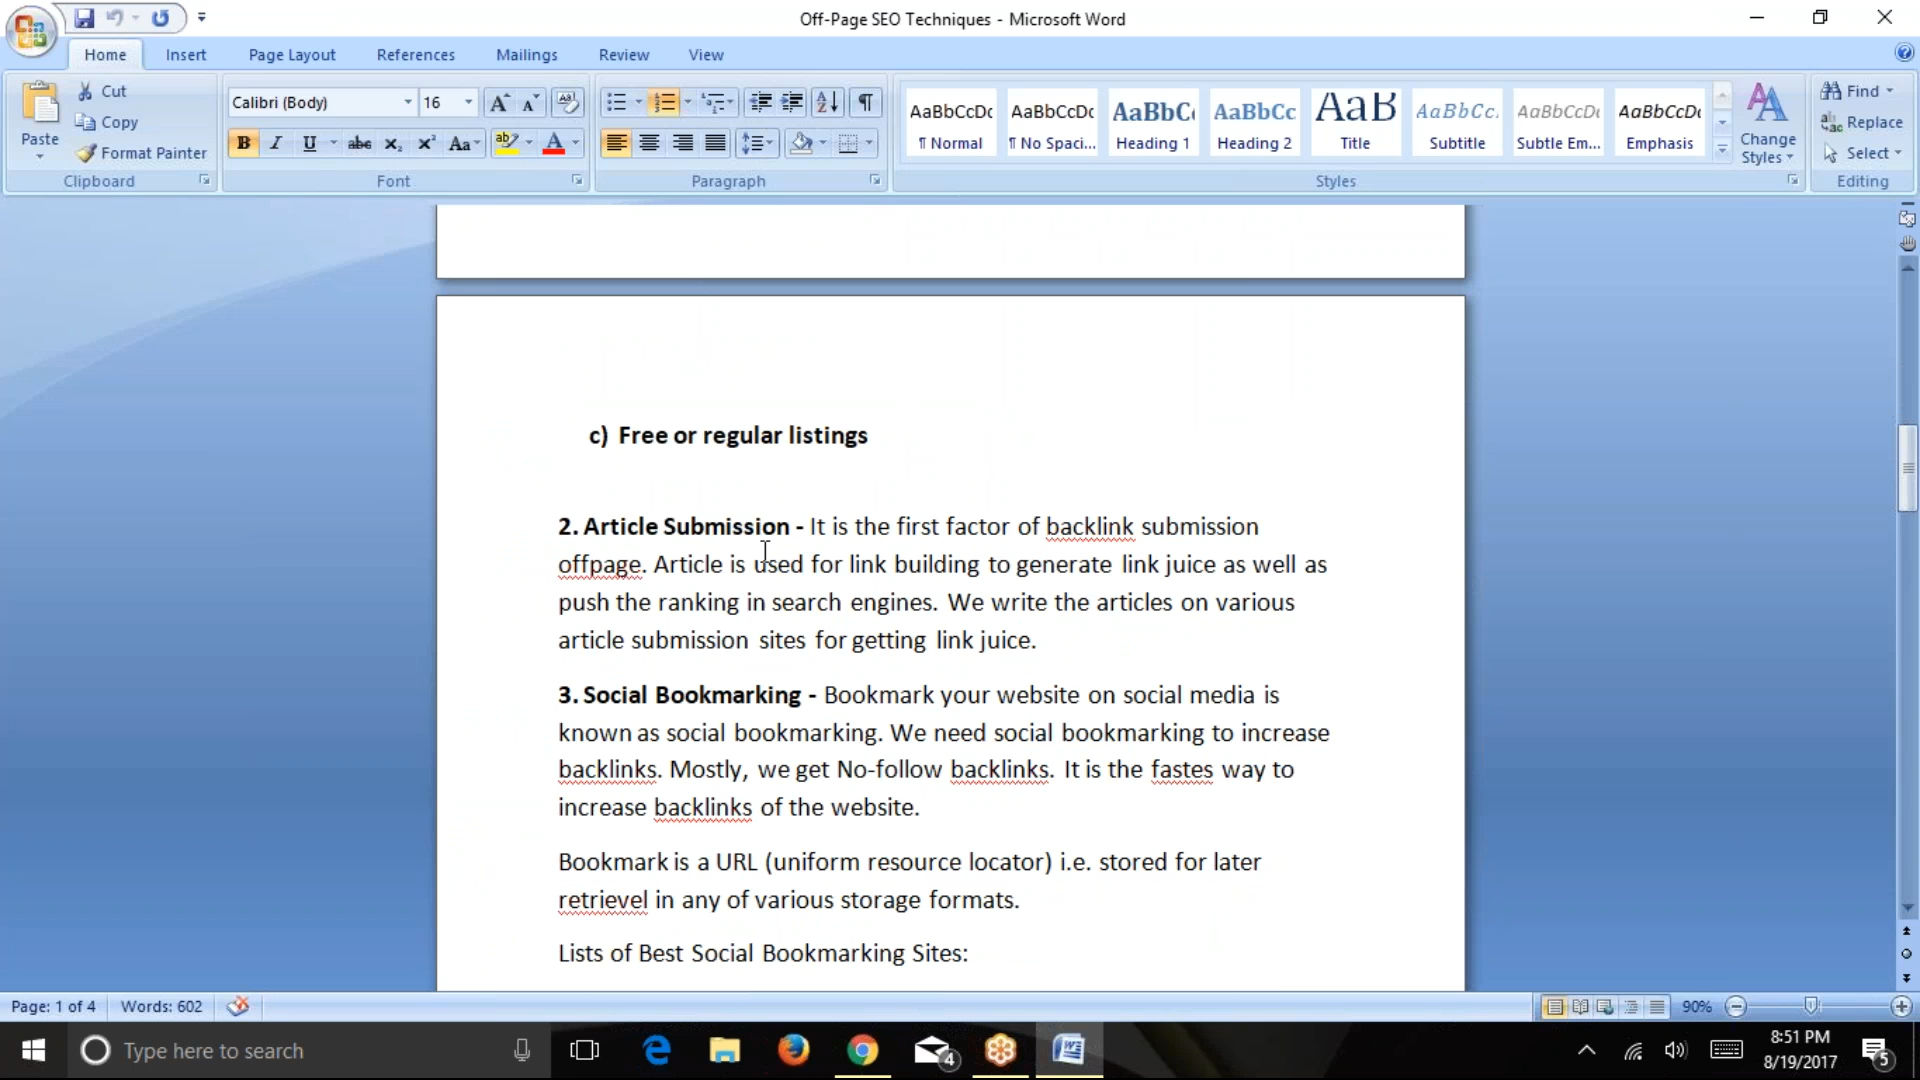 Off-Page SEO Techniques - Microsoft Word
Home Insert Page Layout References Mailings Review View
Paste
Cut
Copy
Format Painter
Clipboard
Calibri (Body) 16
Font
Paragraph
AaBbCcDc AaBbCcDc AaBbC AaBbCc AaB AaBbCc. AaBbCcDc AaBbCcDc
¶ Normal ¶ No Spaci... Heading 1 Heading 2 Title Subtitle Subtle Em... Emphasis
Change Styles
Styles
Find
Replace
Select
Editing
c) Free or regular listings
2. Article Submission - It is the first factor of backlink submission
offpage. Article is used for link building to generate link juice as well as
push the ranking in search engines. We write the articles on various
article submission sites for getting link juice.
3. Social Bookmarking - Bookmark your website on social media is
known as social bookmarking. We need social bookmarking to increase
backlinks. Mostly, we get No-follow backlinks. It is the fastes way to
increase backlinks of the website.
Bookmark is a URL (uniform resource locator) i.e. stored for later
retrievel in any of various storage formats.
Lists of Best Social Bookmarking Sites:
Page: 1 of 4 Words: 602 90%
Type here to search 4 8:51 PM
8/19/2017 5